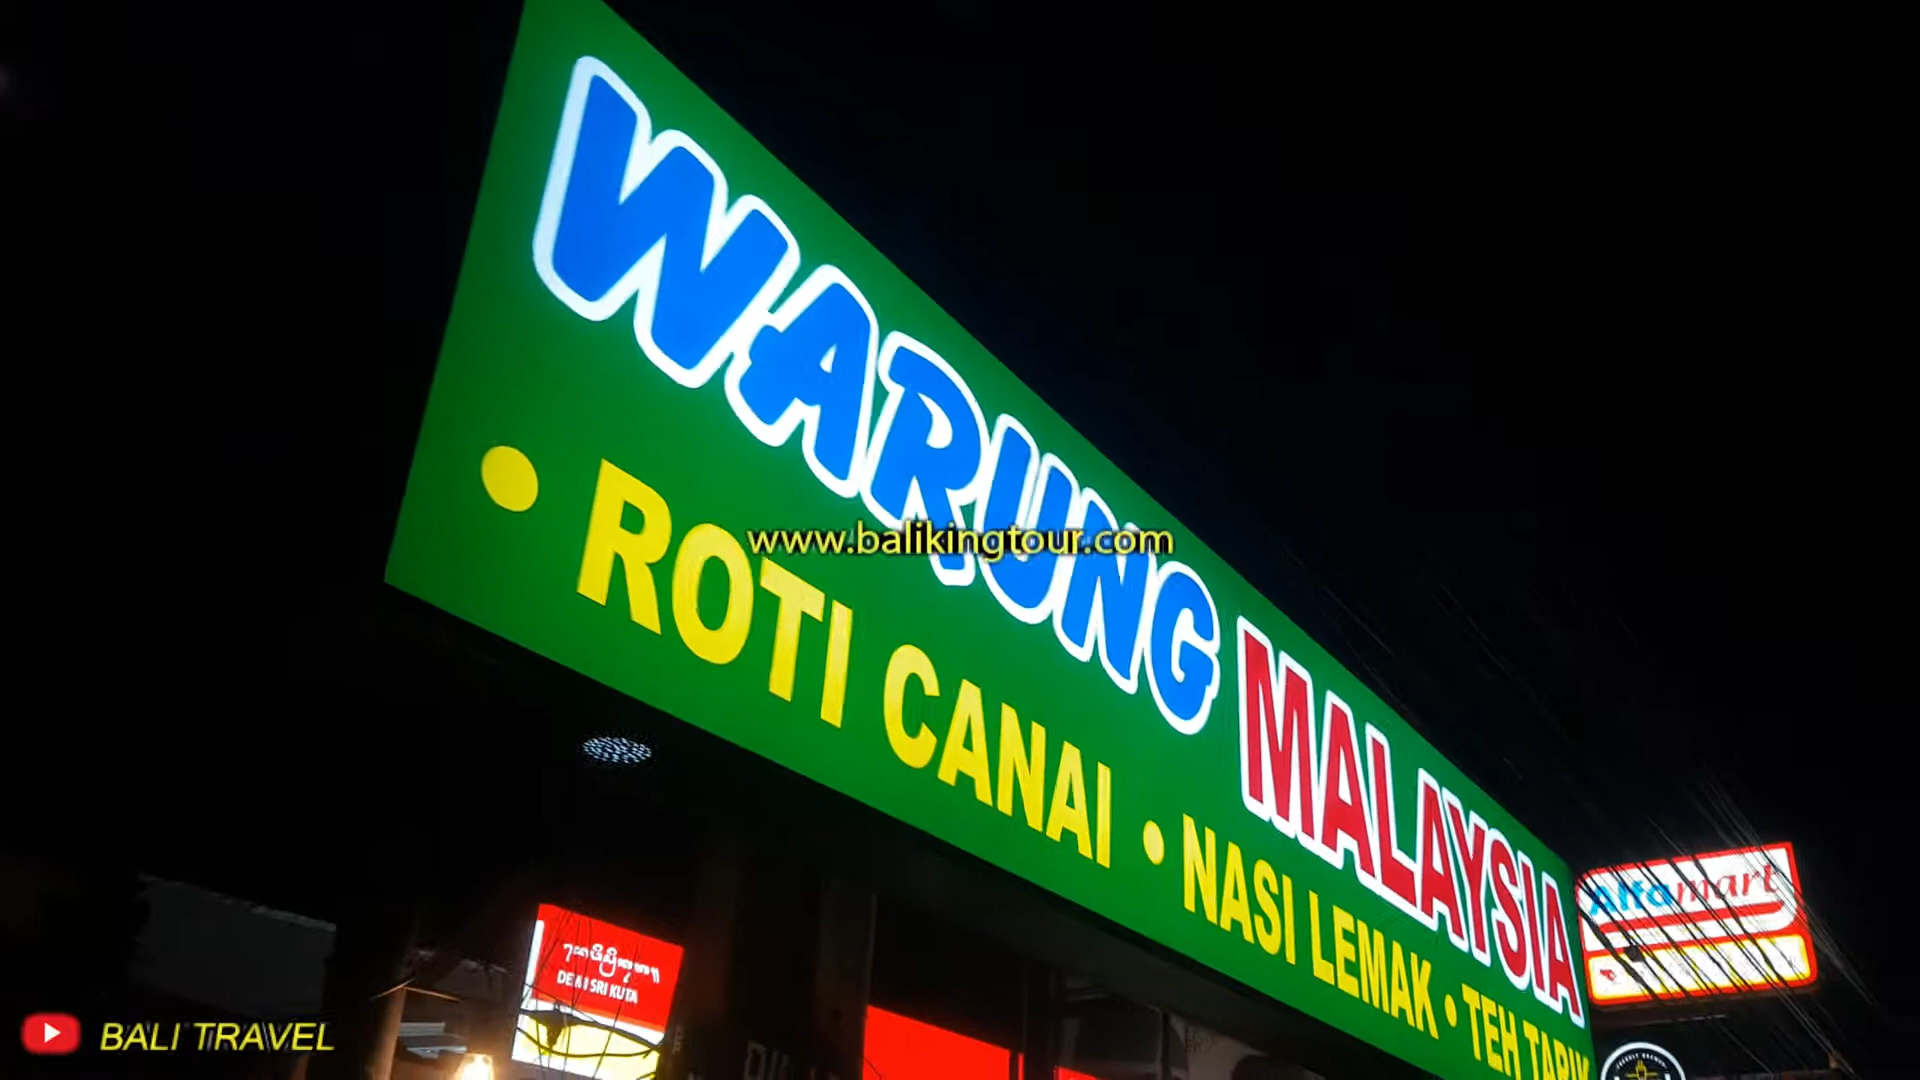 WARUNG MALAYSIA
• ROTI CANAI • NASI LEMAK • TEH TARIK
www.balikingtour.com
Alfamart
DEWI SRI KUTA
BALI TRAVEL